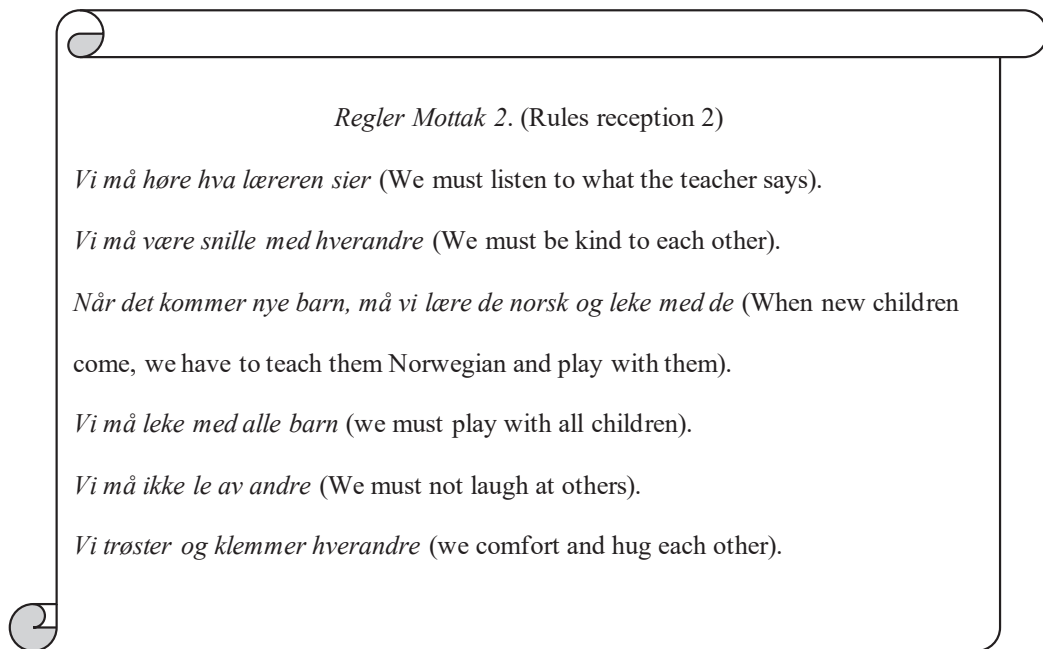 Regler Mottak 2. (Rules reception 2)
Vi må høre hva læreren sier (We must listen to what the teacher says).
Vi må være snille med hverandre (We must be kind to each other).
Når det kommer nye barn, må vi lære de norsk og leke med de (When new children
come, we have to teach them Norwegian and play with them).
Vi må leke med alle barn (we must play with all children).
Vi må ikke le av andre (We must not laugh at others).
Vi trøster og klemmer hverandre (we comfort and hug each other).